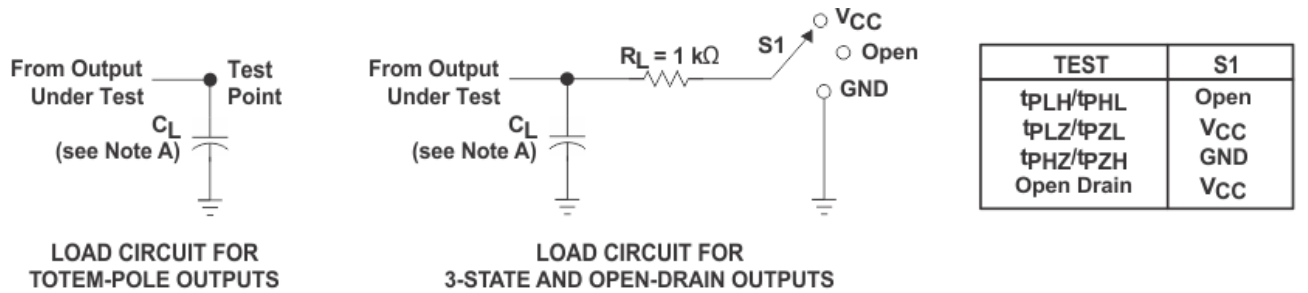 From Output
Under Test
Test
Point
CL
(see Note A)
LOAD CIRCUIT FOR
TOTEM-POLE OUTPUTS
From Output
Under Test
RL = 1 kΩ
S1
VCC
Open
GND
CL
(see Note A)
LOAD CIRCUIT FOR
3-STATE AND OPEN-DRAIN OUTPUTS
TEST S1
tPLH/tPHL Open
tPLZ/tPZL VCC
tPHZ/tPZH GND
Open Drain VCC